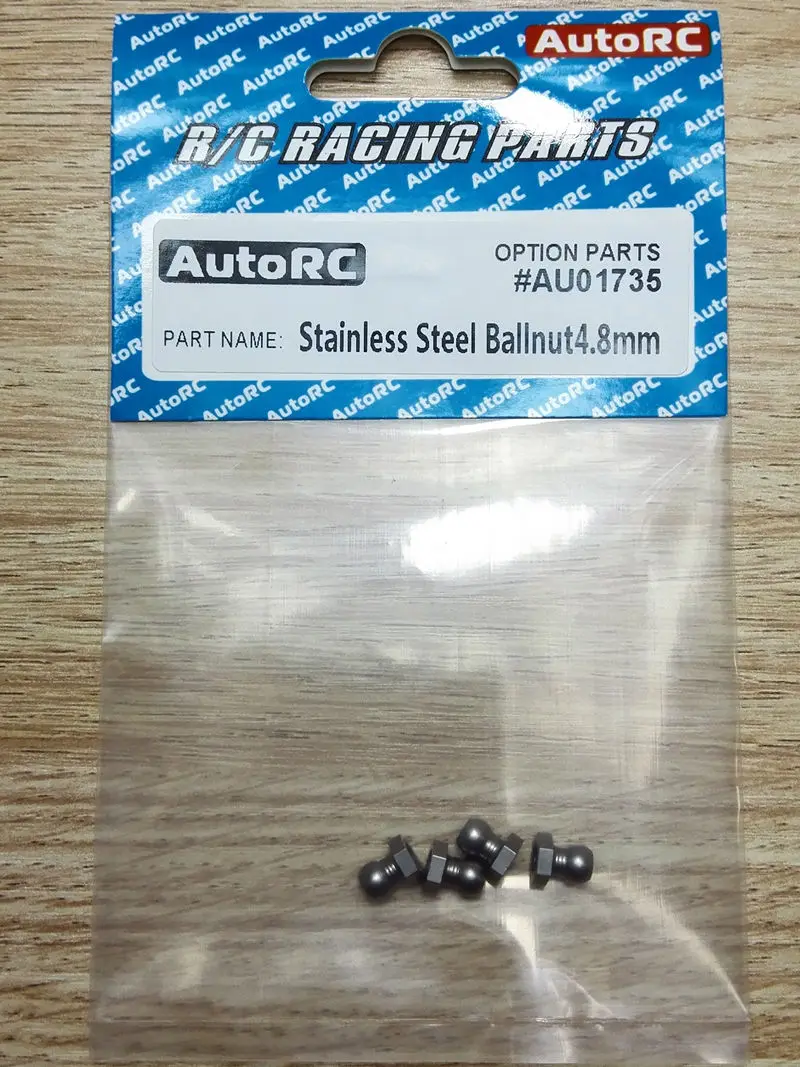 AutoRC
R/C RACING PARTS
AutoRC
OPTION PARTS
#AU01735
PART NAME: Stainless Steel Ballnut4.8mm